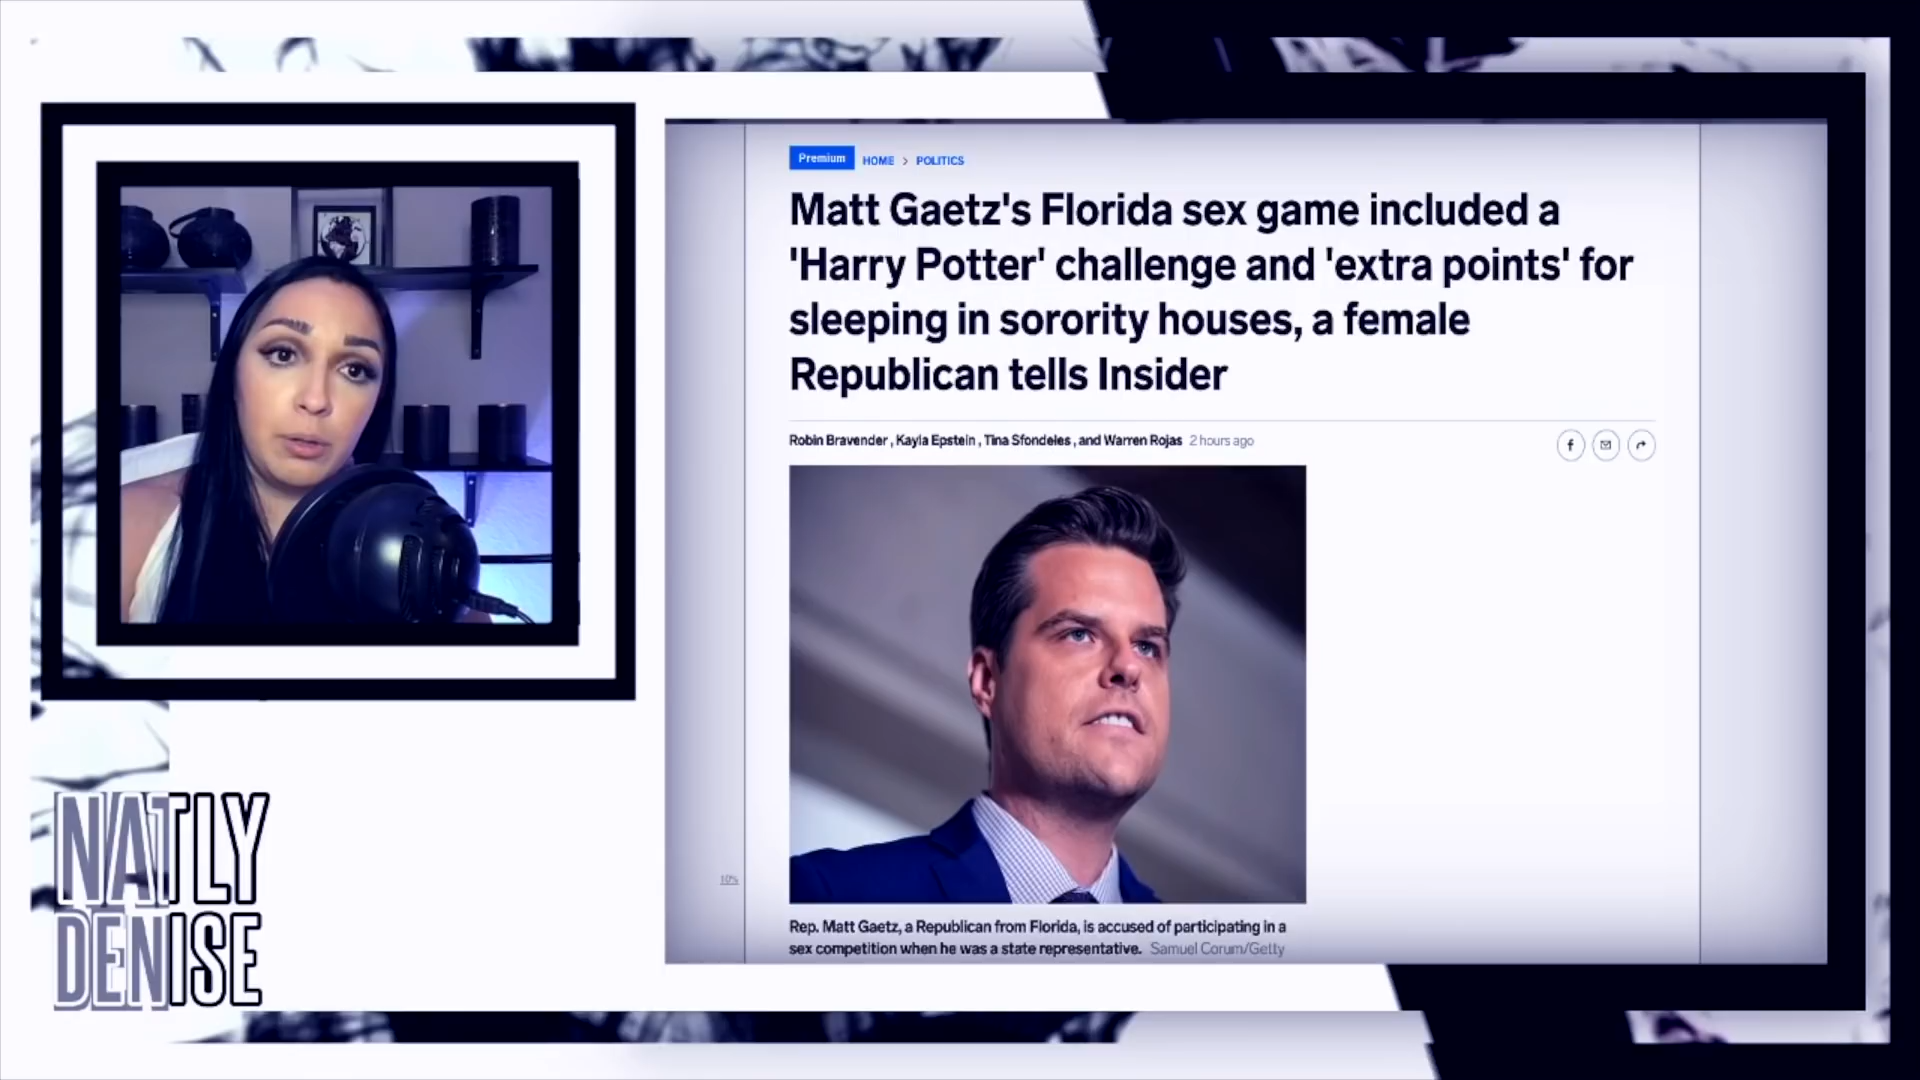 Premium HOME > POLITICS
Matt Gaetz's Florida sex game included a
'Harry Potter' challenge and 'extra points' for
sleeping in sorority houses, a female
Republican tells Insider
Robin Bravender, Kayla Epstein, Tina Sfondeles, and Warren Rojas 2 hours ago
f
10%
Rep. Matt Gaetz, a Republican from Florida, is accused of participating in a
sex competition when he was a state representative. Samuel Corum/Getty
NATLY
DENISE